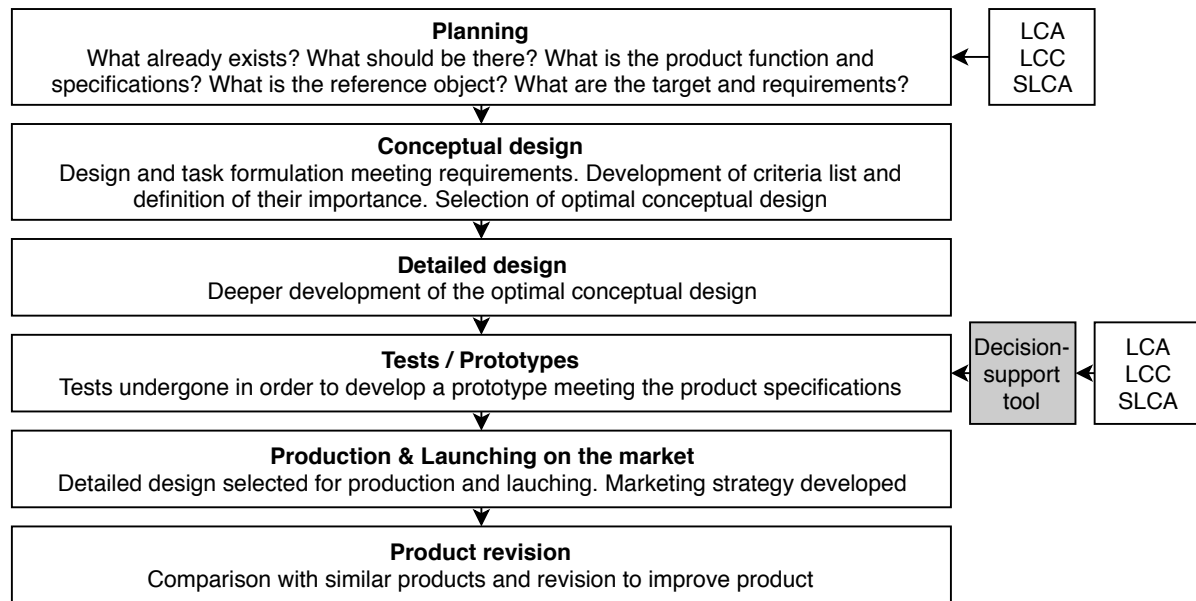 Planning
What already exists? What should be there? What is the product function and
specifications? What is the reference object? What are the target and requirements?
LCA
LCC
SLCA
Conceptual design
Design and task formulation meeting requirements. Development of criteria list and
definition of their importance. Selection of optimal conceptual design
Detailed design
Deeper development of the optimal conceptual design
Tests / Prototypes
Tests undergone in order to develop a prototype meeting the product specifications
Decision-
support
tool
LCA
LCC
SLCA
Production & Launching on the market
Detailed design selected for production and lauching. Marketing strategy developed
Product revision
Comparison with similar products and revision to improve product